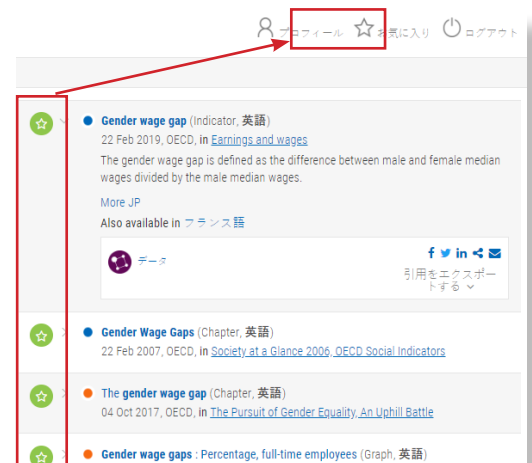 プロフィール お気に入り ログアウト
Gender wage gap (Indicator, 英語)
22 Feb 2019, OECD, in Earnings and wages
The gender wage gap is defined as the difference between male and female median
wages divided by the male median wages.
More JP
Also available in フランス語
データ
引用をエクスポー
トする
Gender Wage Gaps (Chapter, 英語)
22 Feb 2007, OECD, in Society at a Glance 2006, OECD Social Indicators
The gender wage gap (Chapter, 英語)
04 Oct 2017, OECD, in The Pursuit of Gender Equality, An Uphill Battle
Gender wage gaps : Percentage, full-time employees (Graph, 英語)